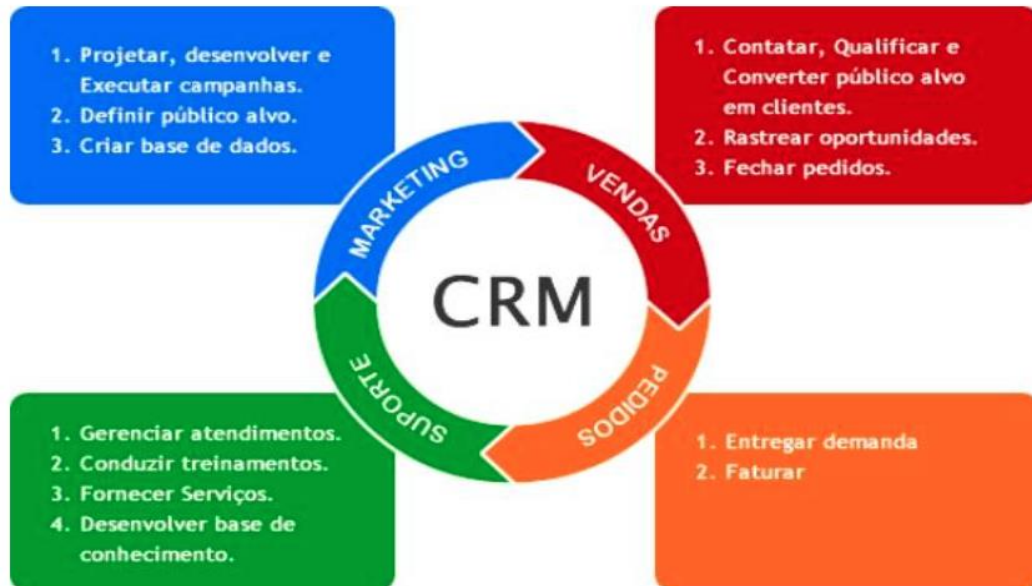 1. Projetar, desenvolver e
Executar campanhas.
2. Definir público alvo.
3. Criar base de dados.
1. Contatar, Qualificar e
Converter público alvo
em clientes.
2. Rastrear oportunidades.
3. Fechar pedidos.
MARKETING
VENDAS
CRM
SUPORTE
PEDIDOS
1. Gerenciar atendimentos.
2. Conduzir treinamentos.
3. Fornecer Serviços.
4. Desenvolver base de
conhecimento.
1. Entregar demanda
2. Faturar